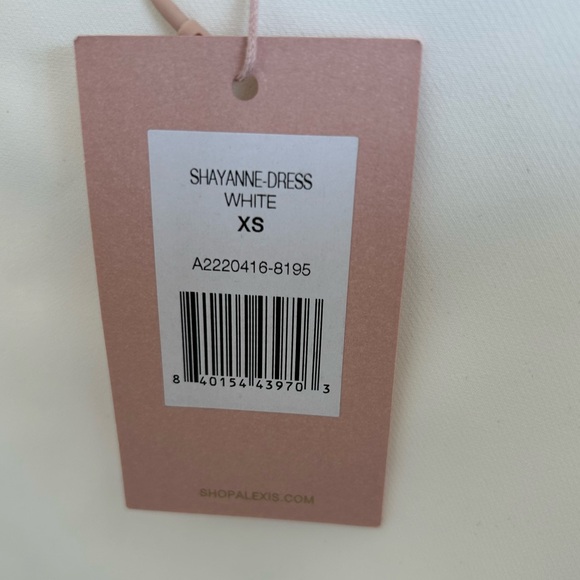 SHAYANNE-DRESS
WHITE
XS
A2220416-8195
8 40154 43970 3
SHOPALEXIS.COM